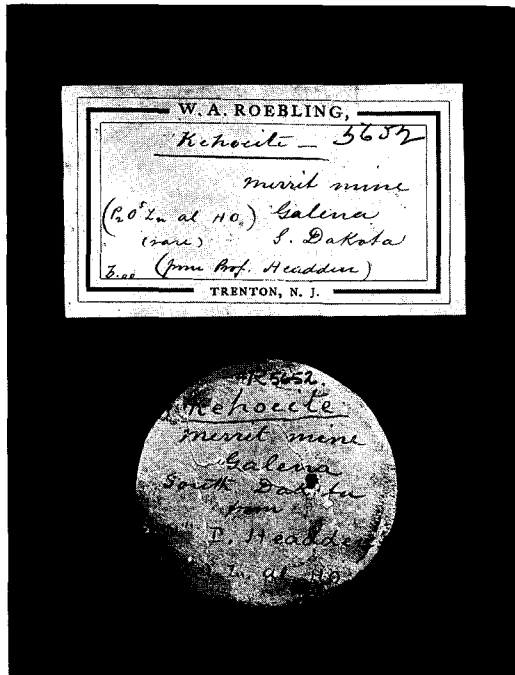 W. A. ROEBLING,
Kehoeite — 5652
merrit mine
(P2O5 Zn al HO) Galena
(rare) S. Dakota
(from Prof. Headden)
TRENTON, N. J.
#R5652.
Kehoeite
merrit mine
Galena
South Dakota
from
Headden
Zn. al HO